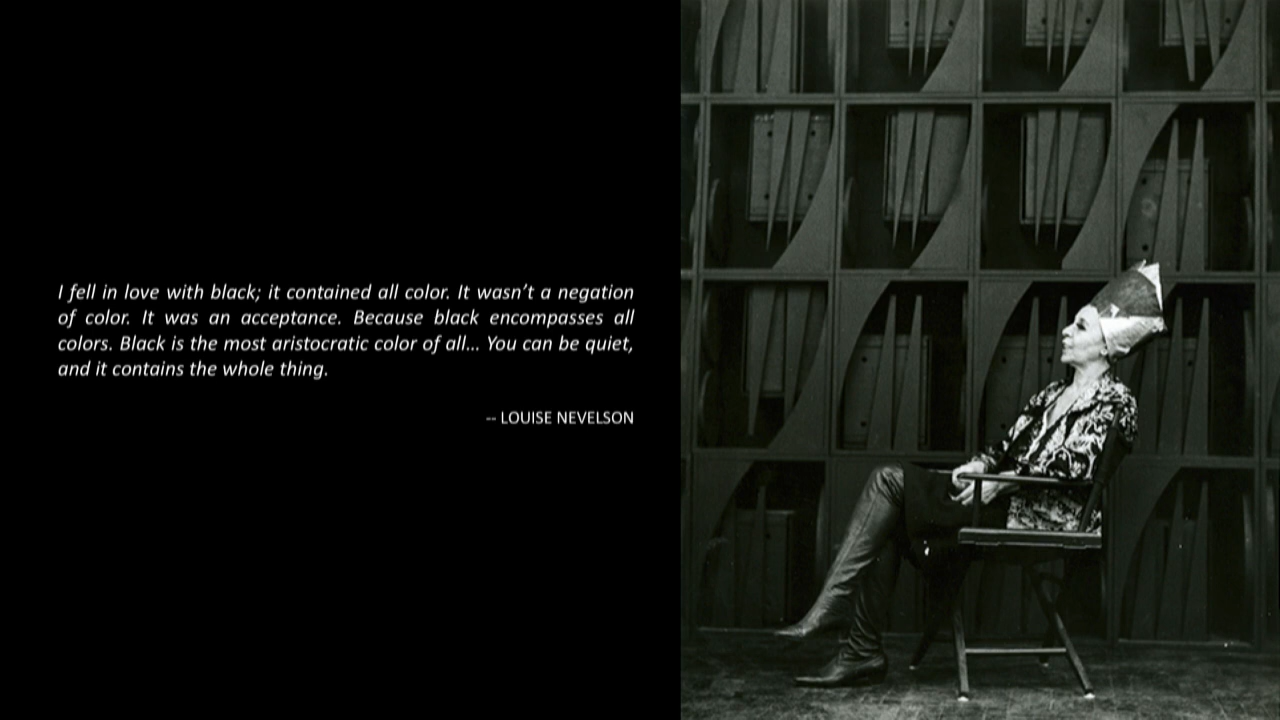 I fell in love with black; it contained all color. It wasn’t a negation
of color. It was an acceptance. Because black encompasses all
colors. Black is the most aristocratic color of all... You can be quiet,
and it contains the whole thing.
-- LOUISE NEVELSON